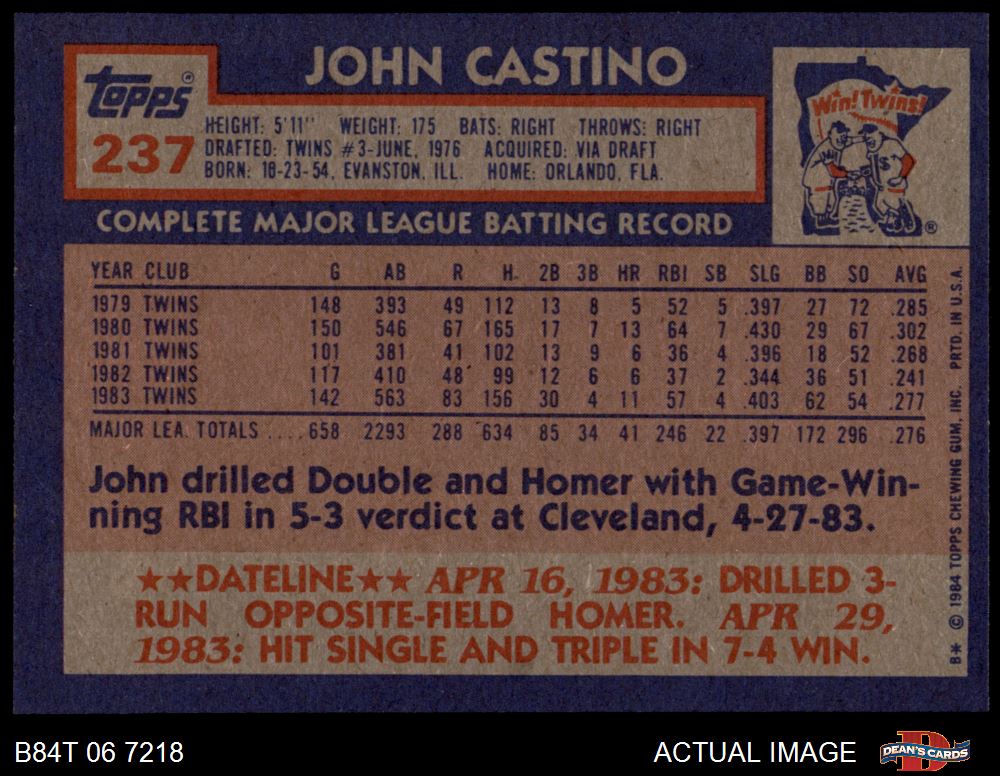 JOHN CASTINO
Topps®
237
HEIGHT: 5'11" WEIGHT: 175 BATS: RIGHT THROWS: RIGHT
DRAFTED: TWINS #3-JUNE, 1976 ACQUIRED: VIA DRAFT
BORN: 10-23-54, EVANSTON, ILL. HOME: ORLANDO, FLA.
Win! Twins!
®
COMPLETE MAJOR LEAGUE BATTING RECORD
YEAR CLUB G AB R H. 2B 3B HR RBI SB SLG BB SO AVG
1979 TWINS 148 393 49 112 13 8 5 52 5 .397 27 72 .285
1980 TWINS 150 546 67 165 17 7 13 64 7 .430 29 67 .302
1981 TWINS 101 381 41 102 13 9 6 36 4 .396 18 52 .268
1982 TWINS 117 410 48 99 12 6 6 37 2 .344 36 51 .241
1983 TWINS 142 563 83 156 30 4 11 57 4 .403 62 54 .277
MAJOR LEA. TOTALS .... 658 2293 288 634 85 34 41 246 22 .397 172 296 .276
John drilled Double and Homer with Game-Win-
ning RBI in 5-3 verdict at Cleveland, 4-27-83.
★★DATELINE★★ APR 16, 1983: DRILLED 3-
RUN OPPOSITE-FIELD HOMER. APR 29,
1983: HIT SINGLE AND TRIPLE IN 7-4 WIN.
B* © 1984 TOPPS CHEWING GUM, INC. PRTD. IN U.S.A.
B84T 06 7218
ACTUAL IMAGE
D
DEAN'S CARDS